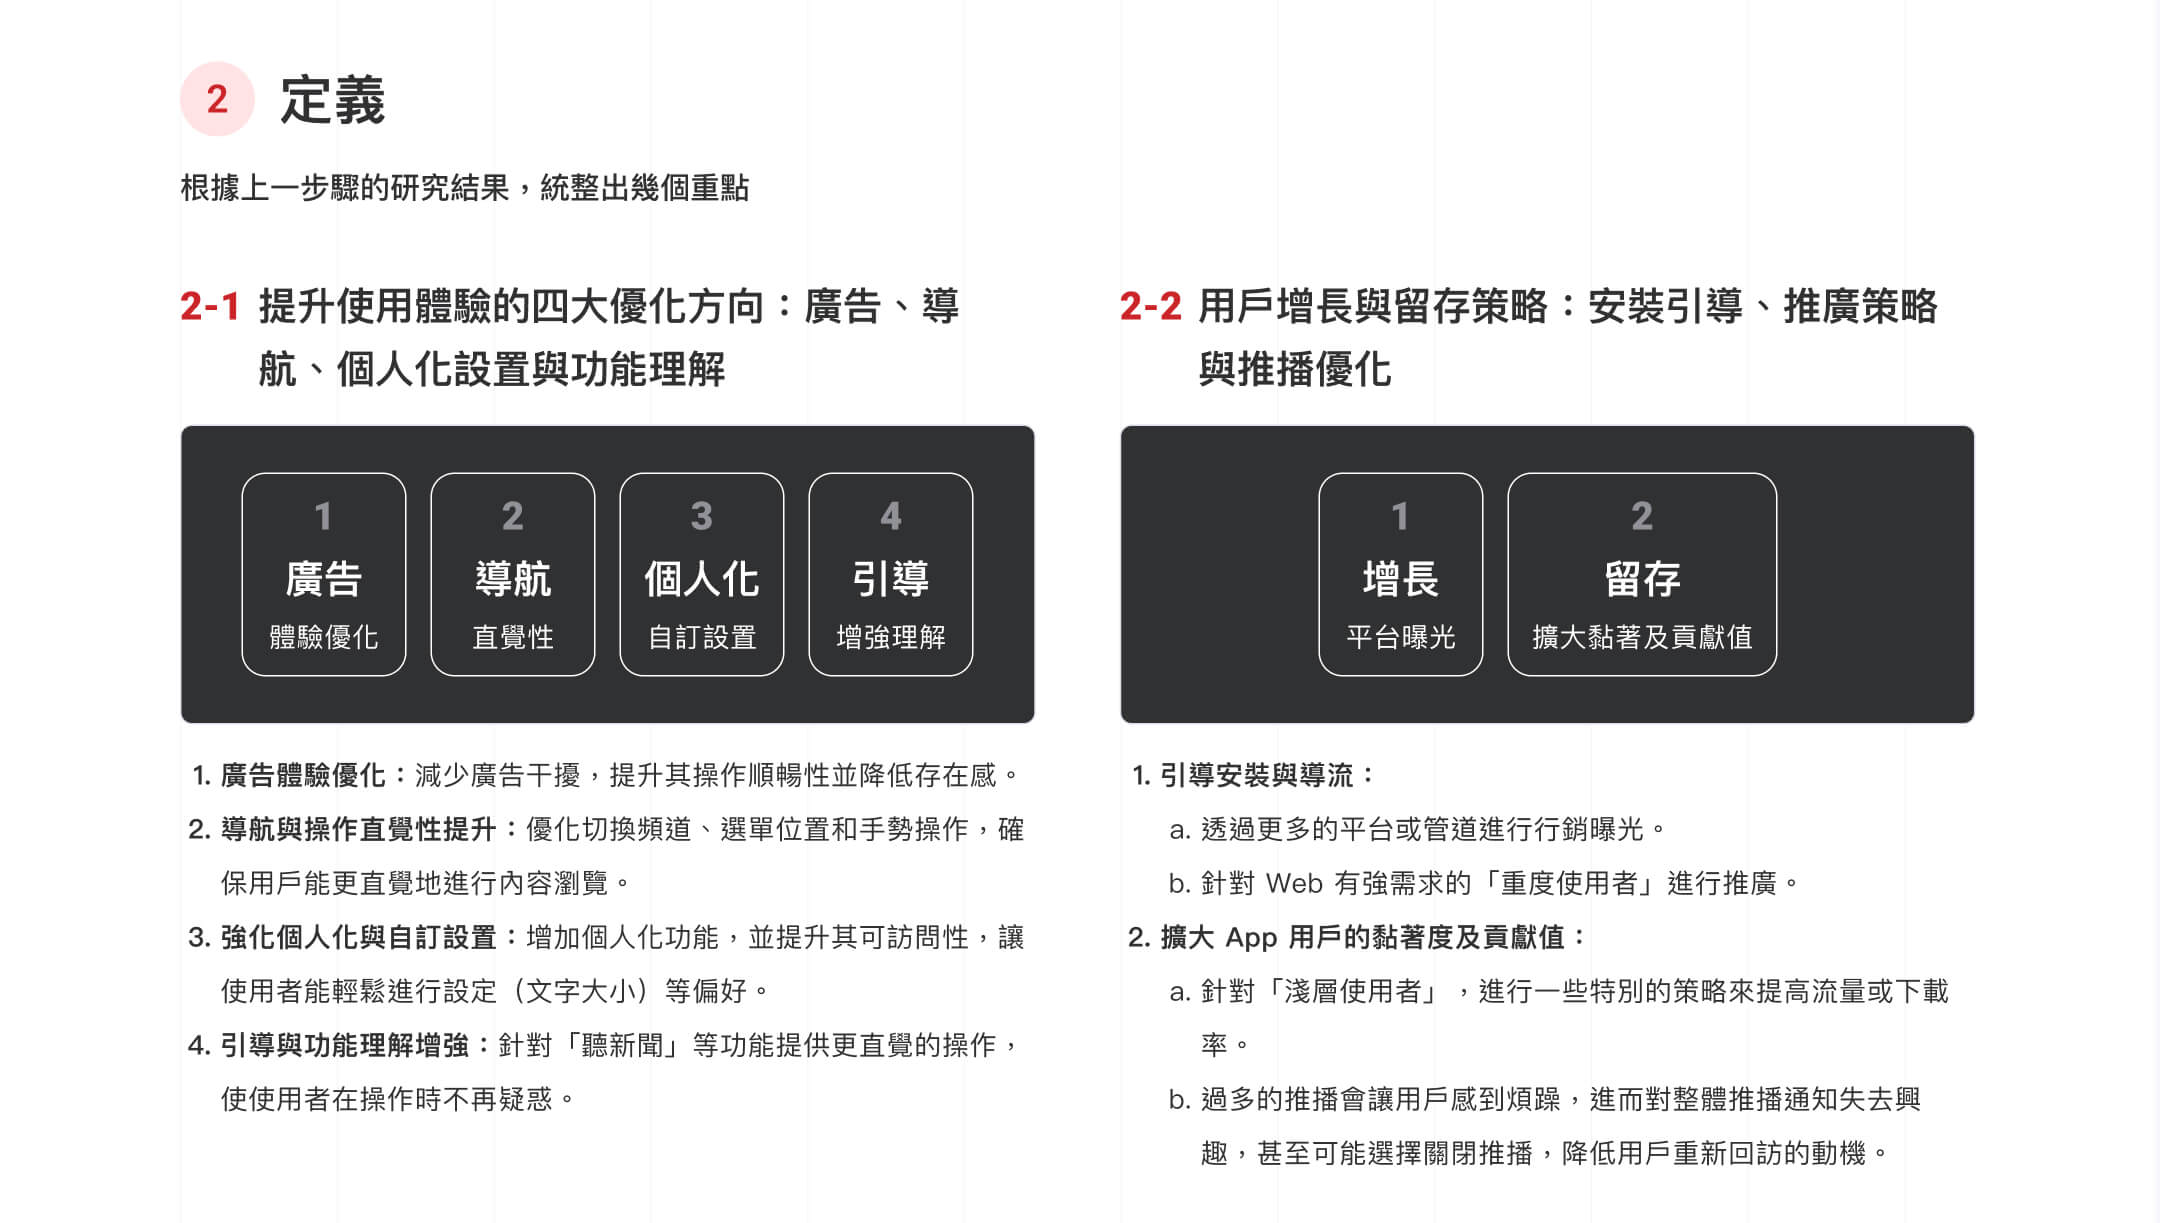 2 定義
根據上一步驟的研究結果，統整出幾個重點
2-1 提升使用體驗的四大優化方向：廣告、導
航、個人化設置與功能理解
1
廣告
體驗優化
2
導航
直覺性
3
個人化
自訂設置
4
引導
增強理解
1. 廣告體驗優化：減少廣告干擾，提升其操作順暢性並降低存在感。
2. 導航與操作直覺性提升：優化切換頻道、選單位置和手勢操作，確
保用戶能更直覺地進行內容瀏覽。
3. 強化個人化與自訂設置：增加個人化功能，並提升其可訪問性，讓
使用者能輕鬆進行設定（文字大小）等偏好。
4. 引導與功能理解增強：針對「聽新聞」等功能提供更直覺的操作，
使使用者在操作時不再疑惑。
2-2 用戶增長與留存策略：安裝引導、推廣策略
與推播優化
1
增長
平台曝光
2
留存
擴大黏著及貢獻值
1. 引導安裝與導流：
a. 透過更多的平台或管道進行行銷曝光。
b. 針對 Web 有強需求的「重度使用者」進行推廣。
2. 擴大 App 用戶的黏著度及貢獻值：
a. 針對「淺層使用者」，進行一些特別的策略來提高流量或下載
率。
b. 過多的推播會讓用戶感到煩躁，進而對整體推播通知失去興
趣，甚至可能選擇關閉推播，降低用戶重新回訪的動機。